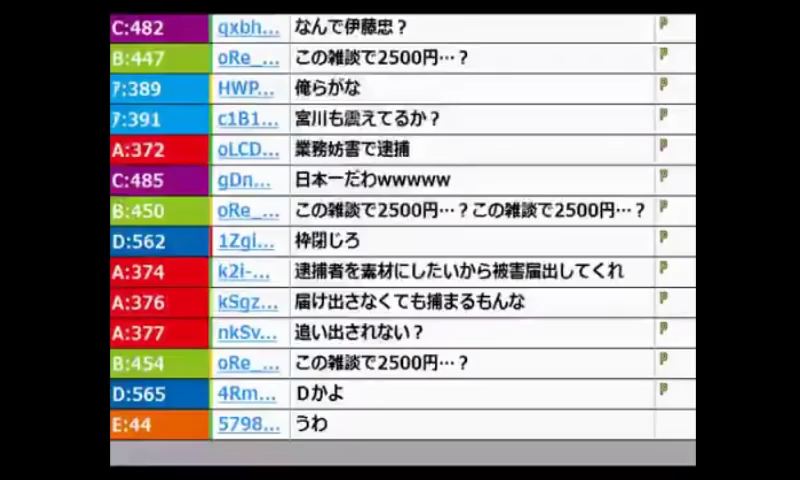 C:482 qxbh... なんで伊藤忠？ P
B:447 oRe_... この雑談で2500円…？ P
ｱ:389 HWP... 俺らがな P
ｱ:391 c1B1... 宮川も震えてるか？ P
A:372 oLCD... 業務妨害で逮捕 P
C:485 gDn... 日本一だわwwwww P
B:450 oRe_... この雑談で2500円…？この雑談で2500円…？ P
D:562 1Zgi... 枠閉じろ P
A:374 k2i-... 逮捕者を素材にしたいから被害届出してくれ P
A:376 kSgz... 届け出さなくても捕まるもんな P
A:377 nkSv... 追い出されない？ P
B:454 oRe_... この雑談で2500円…？ P
D:565 4Rm... Dかよ P
E:44 5798... うわ